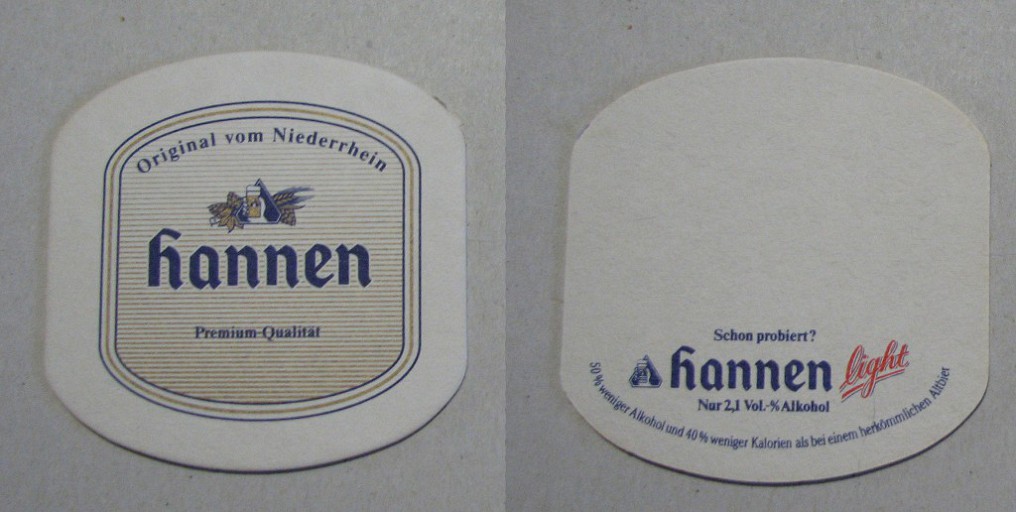 Original vom Niederrhein
hannen
Premium-Qualität
Schon probiert?
hannen light
Nur 2,1 Vol.-% Alkohol
50 % weniger Alkohol und 40 % weniger Kalorien als bei einem herkömmlichen Altbier